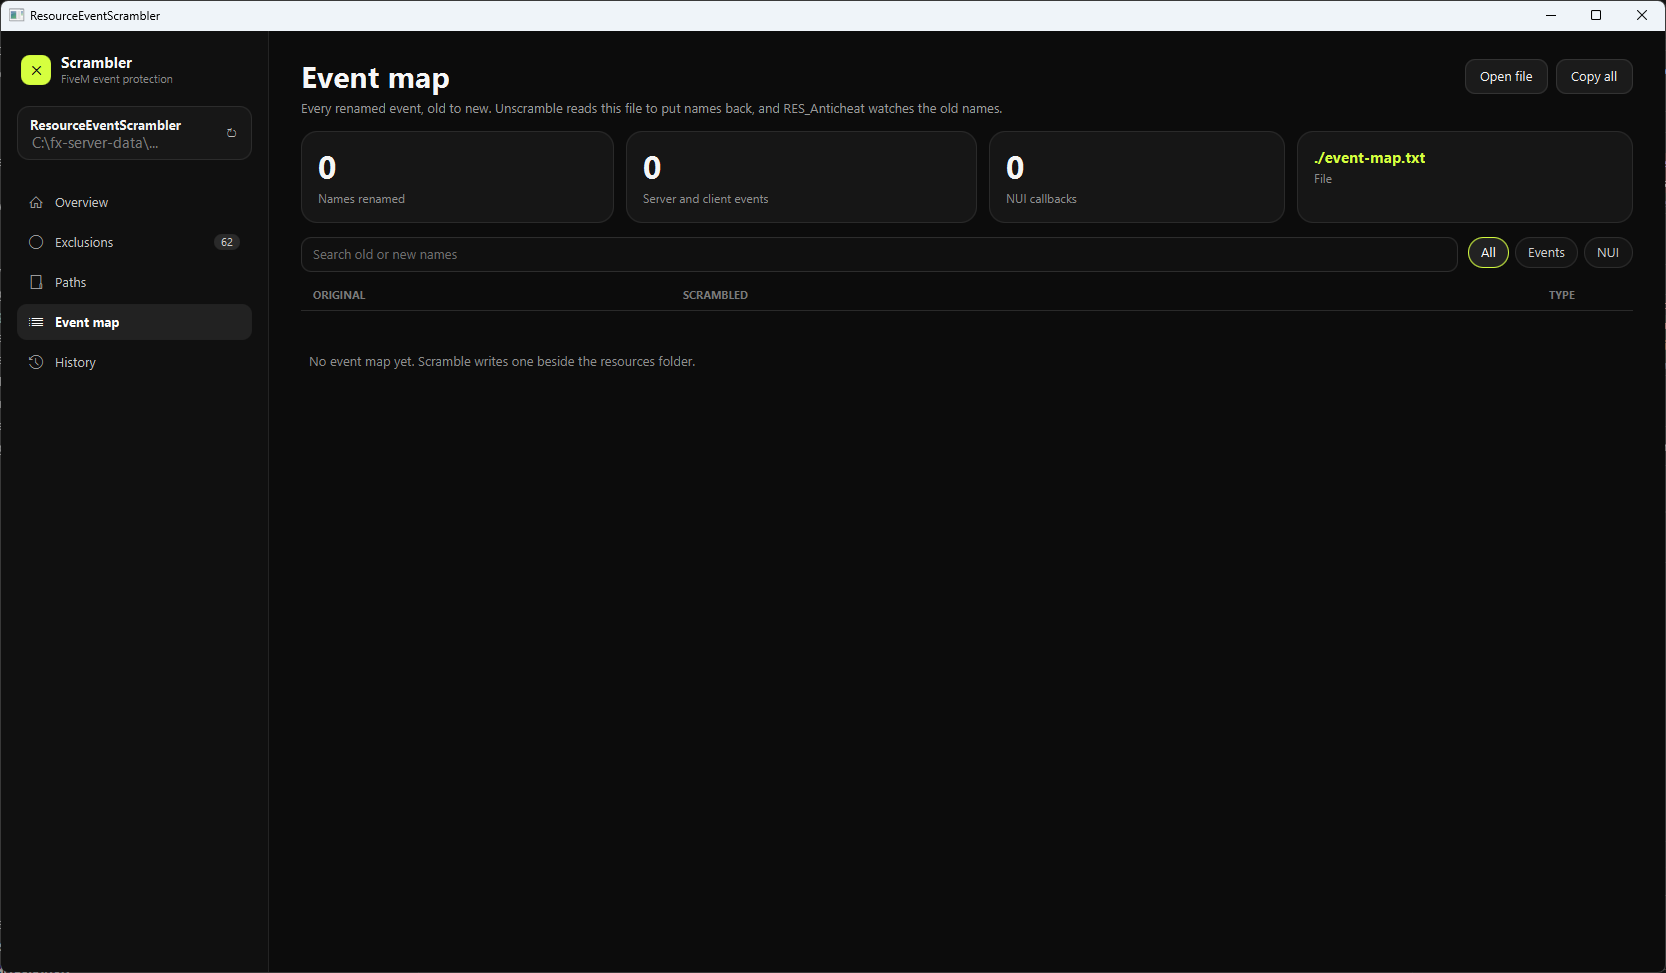 ResourceEventScrambler
Scrambler
FiveM event protection
ResourceEventScrambler
C:\fx-server-data\...
Overview
Exclusions 62
Paths
Event map
History
Event map
Every renamed event, old to new. Unscramble reads this file to put names back, and RES_Anticheat watches the old names.
Open file Copy all
0
Names renamed
0
Server and client events
0
NUI callbacks
./event-map.txt
File
Search old or new names
All Events NUI
ORIGINAL SCRAMBLED TYPE
No event map yet. Scramble writes one beside the resources folder.